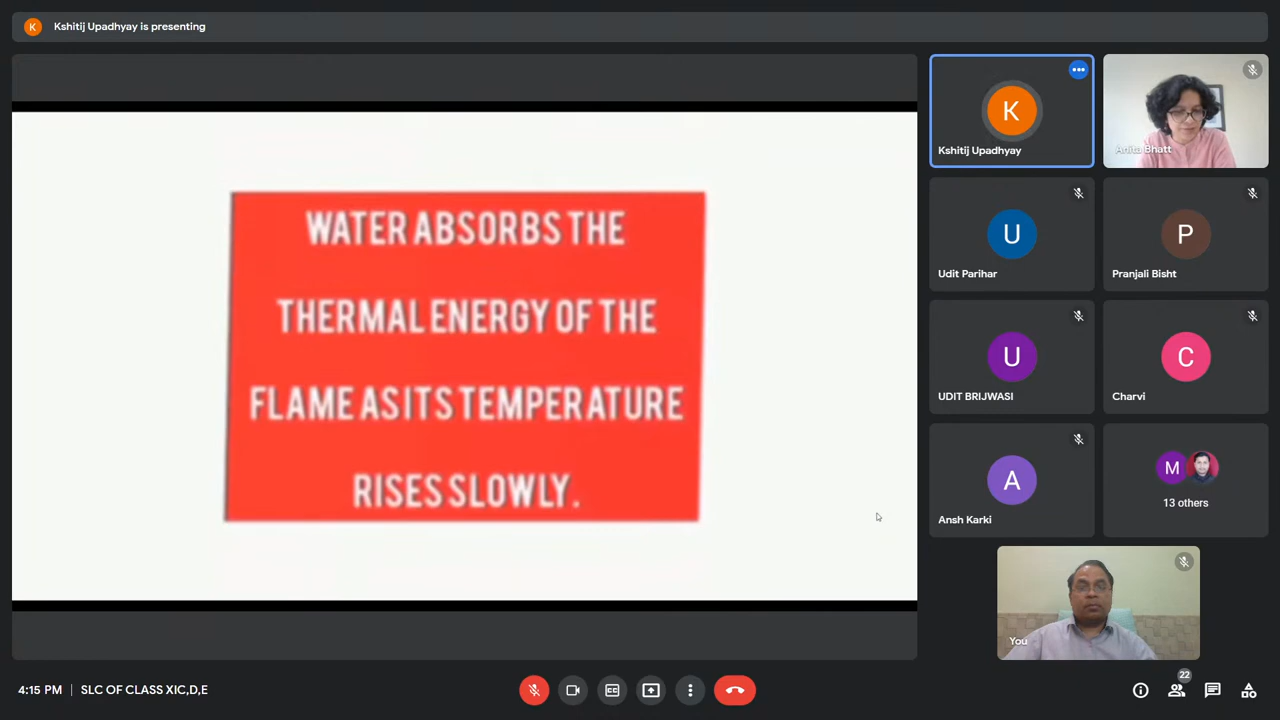 K Kshitij Upadhyay is presenting
WATER ABSORBS THE
THERMAL ENERGY OF THE
FLAME AS ITS TEMPERATURE
RISES SLOWLY.
K
Kshitij Upadhyay
Anita Bhatt
U
Udit Parihar
P
Pranjali Bisht
U
UDIT BRIJWASI
C
Charvi
A
Ansh Karki
M
13 others
You
4:15 PM | SLC OF CLASS XIC,D,E
CC
22